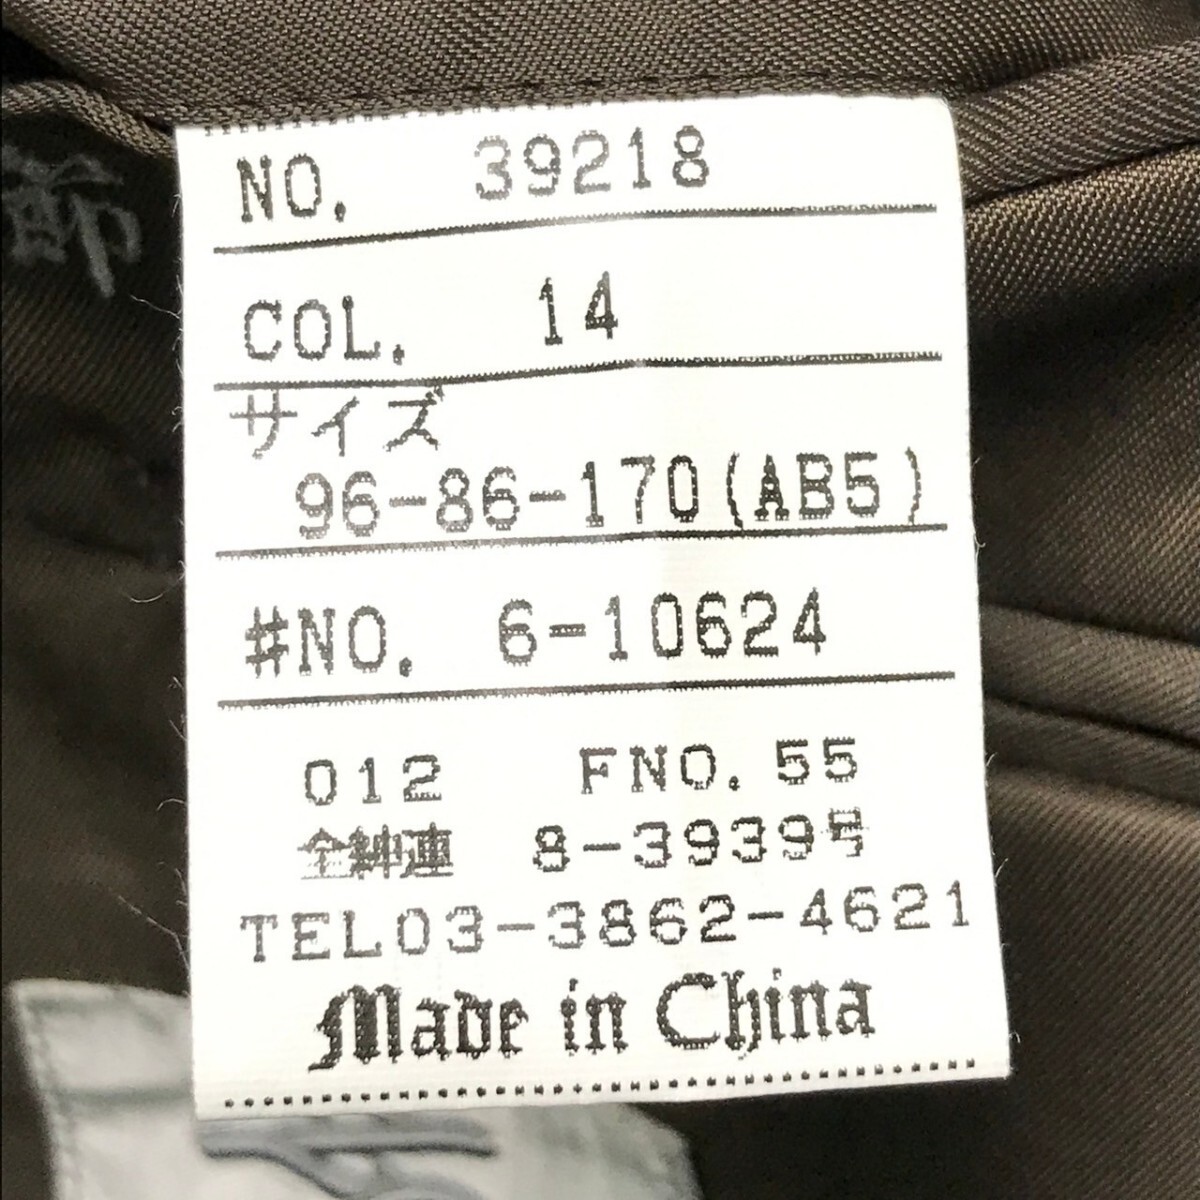 NO. 39218
COL. 14
サイズ
96-86-170(AB5)
#NO. 6-10624
012 FNO. 55
全紳連 8-3939号
TEL03-3862-4621
Made in China